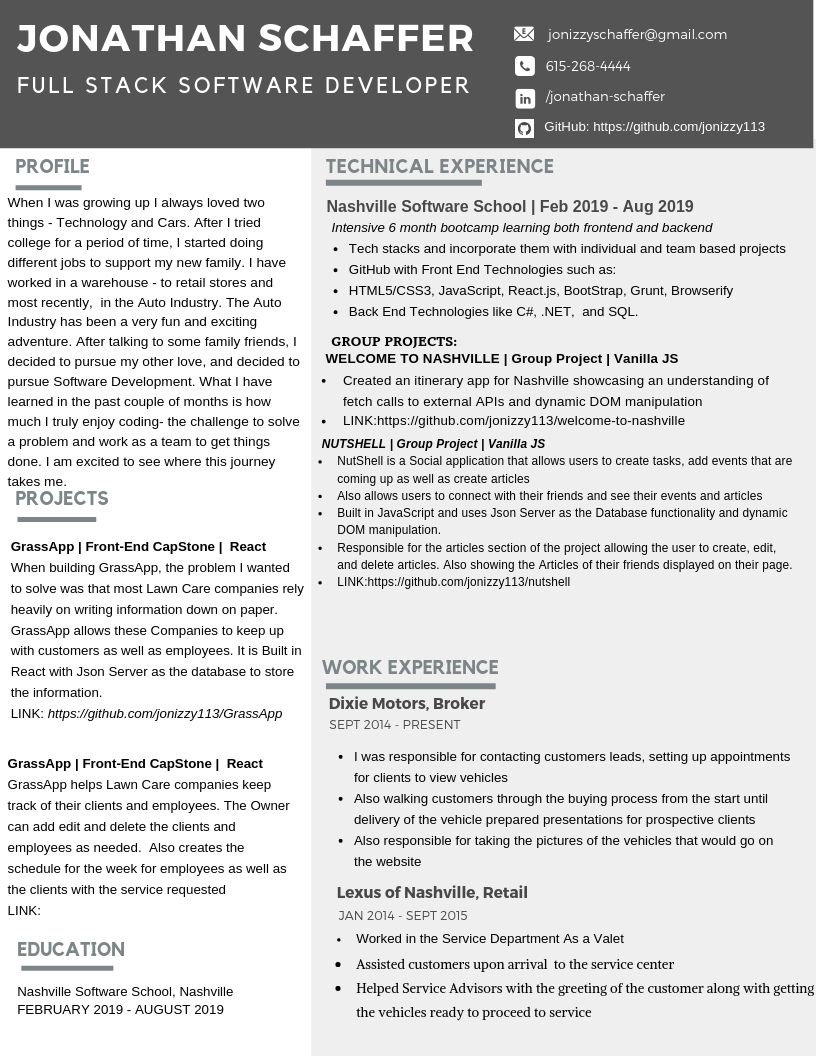 JONATHAN SCHAFFER
FULL STACK SOFTWARE DEVELOPER
jonizzyschaffer@gmail.com
615-268-4444
/jonathan-schaffer
GitHub: https://github.com/jonizzy113
PROFILE
When I was growing up I always loved two
things - Technology and Cars. After I tried
college for a period of time, I started doing
different jobs to support my new family. I have
worked in a warehouse - to retail stores and
most recently,  in the Auto Industry. The Auto
Industry has been a very fun and exciting
adventure. After talking to some family friends, I
decided to pursue my other love, and decided to
pursue Software Development. What I have
learned in the past couple of months is how
much I truly enjoy coding- the challenge to solve
a problem and work as a team to get things
done. I am excited to see where this journey
takes me.
PROJECTS
GrassApp | Front-End CapStone |  React
When building GrassApp, the problem I wanted
to solve was that most Lawn Care companies rely
heavily on writing information down on paper.
GrassApp allows these Companies to keep up
with customers as well as employees. It is Built in
React with Json Server as the database to store
the information.
LINK: https://github.com/jonizzy113/GrassApp
GrassApp | Front-End CapStone |  React
GrassApp helps Lawn Care companies keep
track of their clients and employees. The Owner
can add edit and delete the clients and
employees as needed.  Also creates the
schedule for the week for employees as well as
the clients with the service requested
LINK:
EDUCATION
Nashville Software School, Nashville
FEBRUARY 2019 - AUGUST 2019
TECHNICAL EXPERIENCE
Nashville Software School | Feb 2019 - Aug 2019
Intensive 6 month bootcamp learning both frontend and backend
• Tech stacks and incorporate them with individual and team based projects
• GitHub with Front End Technologies such as:
• HTML5/CSS3, JavaScript, React.js, BootStrap, Grunt, Browserify
• Back End Technologies like C#, .NET,  and SQL.
GROUP PROJECTS:
WELCOME TO NASHVILLE | Group Project | Vanilla JS
• Created an itinerary app for Nashville showcasing an understanding of
fetch calls to external APIs and dynamic DOM manipulation
• LINK:https://github.com/jonizzy113/welcome-to-nashville
NUTSHELL | Group Project | Vanilla JS
• NutShell is a Social application that allows users to create tasks, add events that are
coming up as well as create articles
• Also allows users to connect with their friends and see their events and articles
• Built in JavaScript and uses Json Server as the Database functionality and dynamic
DOM manipulation.
• Responsible for the articles section of the project allowing the user to create, edit,
and delete articles. Also showing the Articles of their friends displayed on their page.
• LINK:https://github.com/jonizzy113/nutshell
WORK EXPERIENCE
Dixie Motors, Broker
SEPT 2014 - PRESENT
• I was responsible for contacting customers leads, setting up appointments
for clients to view vehicles
• Also walking customers through the buying process from the start until
delivery of the vehicle prepared presentations for prospective clients
• Also responsible for taking the pictures of the vehicles that would go on
the website
Lexus of Nashville, Retail
JAN 2014 - SEPT 2015
• Worked in the Service Department As a Valet
• Assisted customers upon arrival  to the service center
• Helped Service Advisors with the greeting of the customer along with getting
the vehicles ready to proceed to service